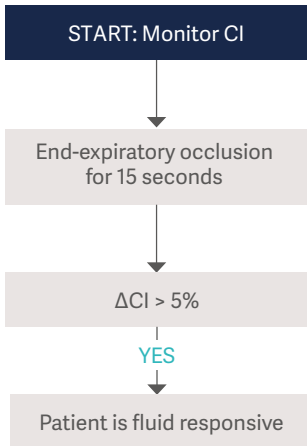 START: Monitor CI
End-expiratory occlusion
for 15 seconds
ΔCI > 5%
YES
Patient is fluid responsive